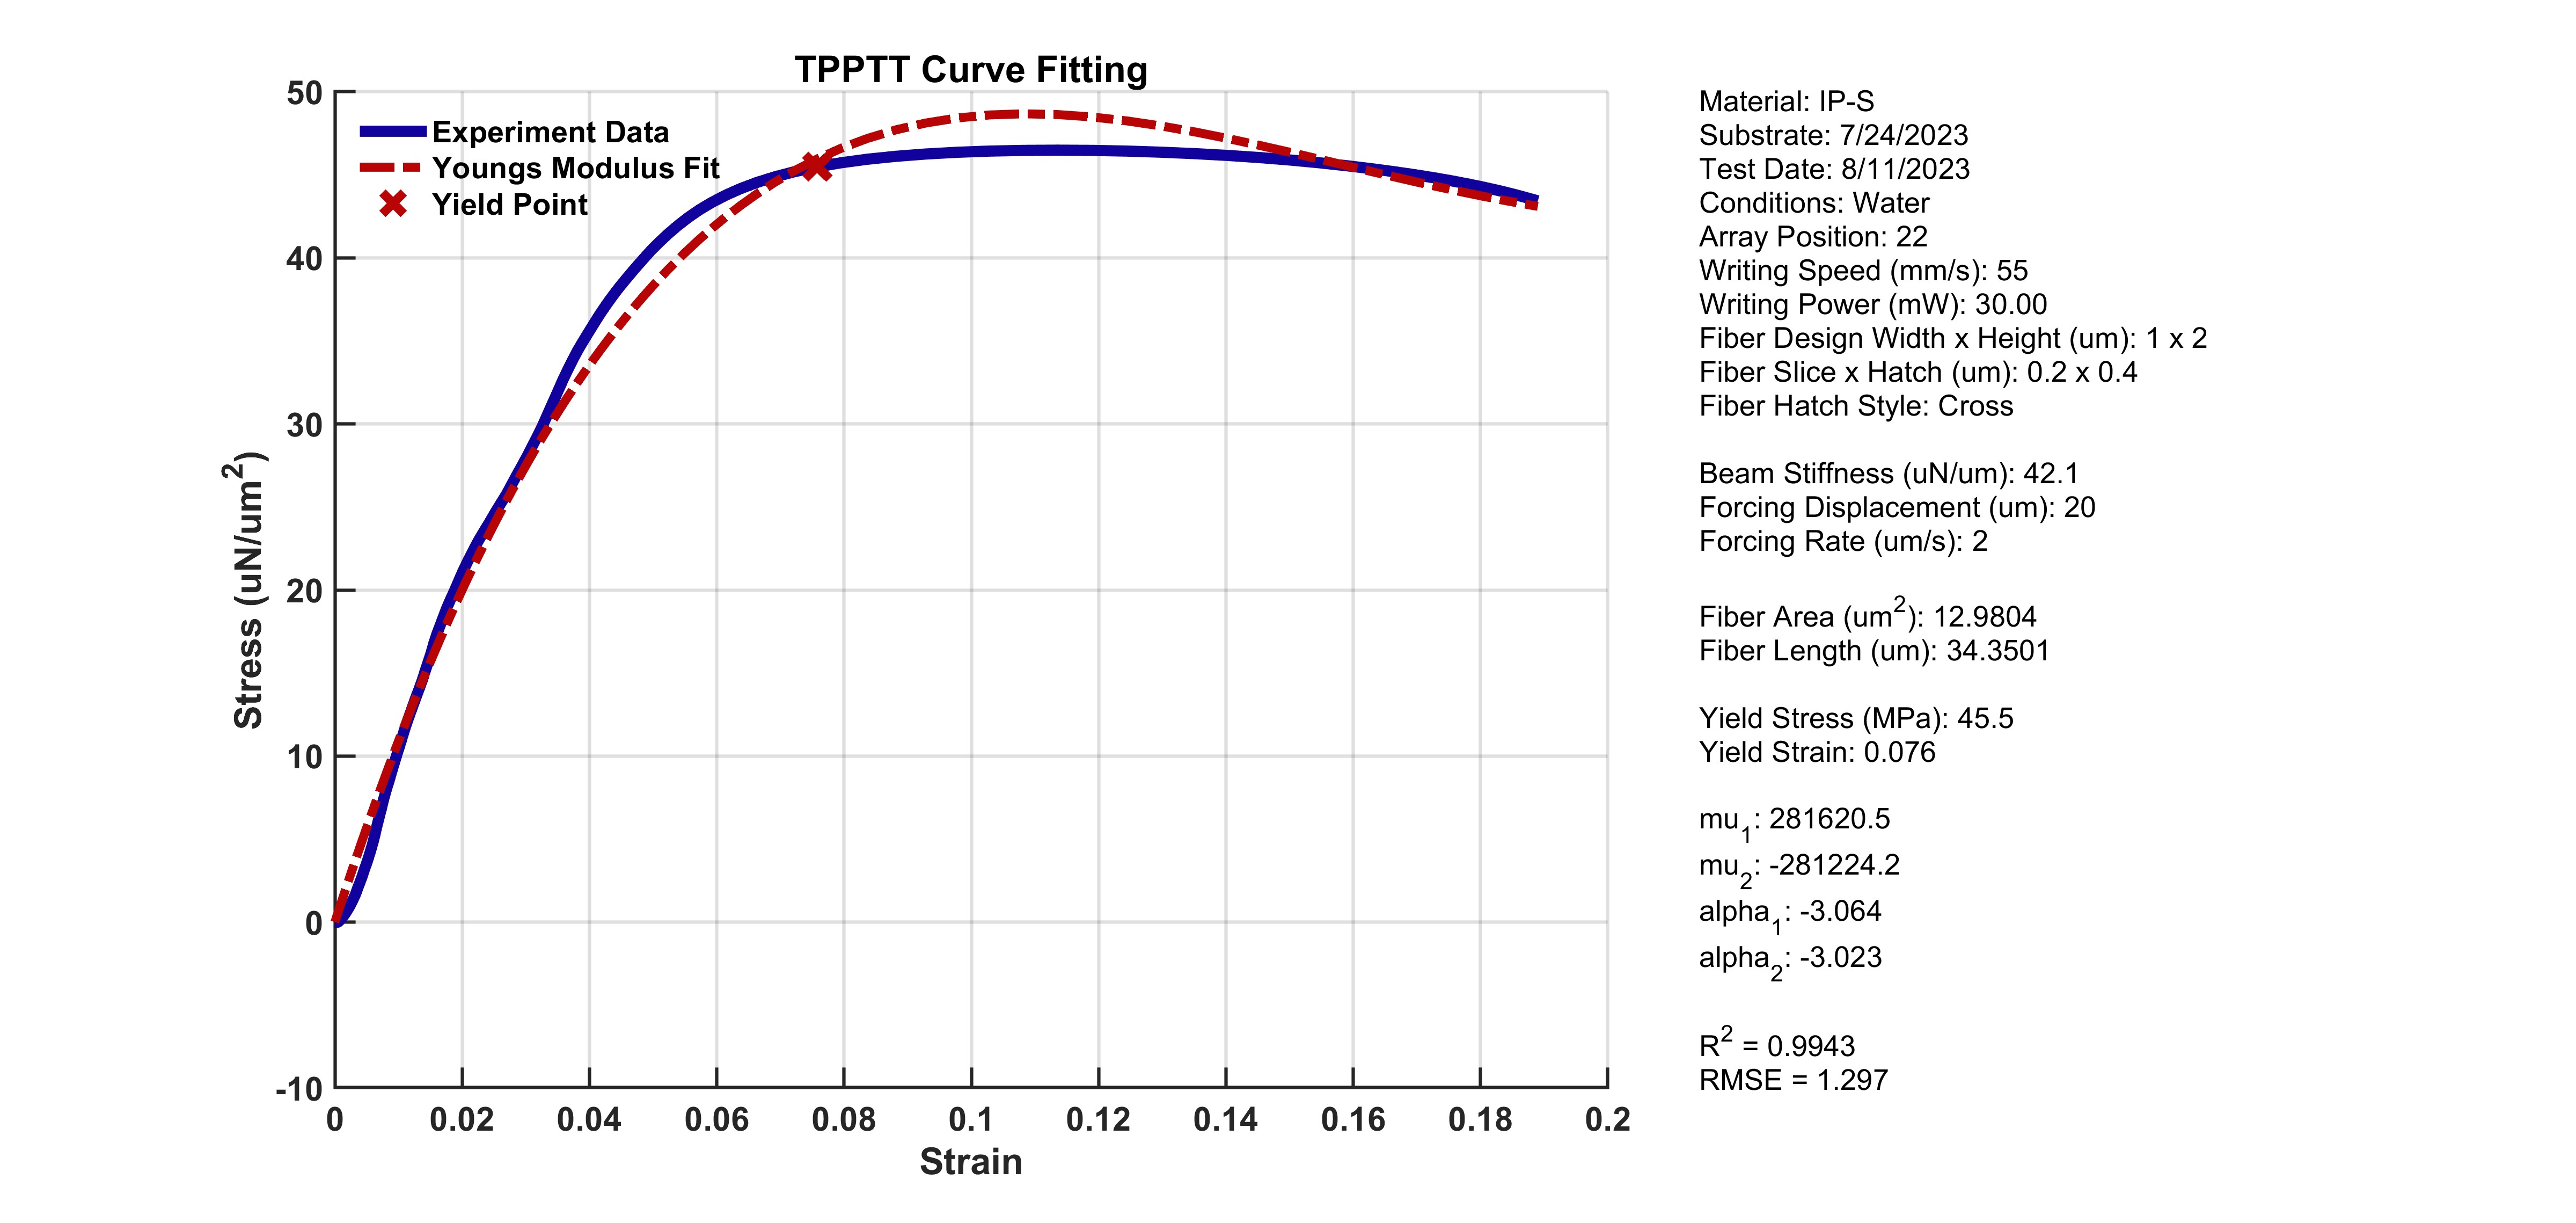 TPPTT Curve Fitting
50
40
30
20
10
0
-10
Stress (uN/um²)
Experiment Data
Youngs Modulus Fit
Yield Point
0 0.02 0.04 0.06 0.08 0.1 0.12 0.14 0.16 0.18 0.2
Strain
Material: IP-S
Substrate: 7/24/2023
Test Date: 8/11/2023
Conditions: Water
Array Position: 22
Writing Speed (mm/s): 55
Writing Power (mW): 30.00
Fiber Design Width x Height (um): 1 x 2
Fiber Slice x Hatch (um): 0.2 x 0.4
Fiber Hatch Style: Cross
Beam Stiffness (uN/um): 42.1
Forcing Displacement (um): 20
Forcing Rate (um/s): 2
Fiber Area (um²): 12.9804
Fiber Length (um): 34.3501
Yield Stress (MPa): 45.5
Yield Strain: 0.076
mu₁: 281620.5
mu₂: -281224.2
alpha₁: -3.064
alpha₂: -3.023
R² = 0.9943
RMSE = 1.297